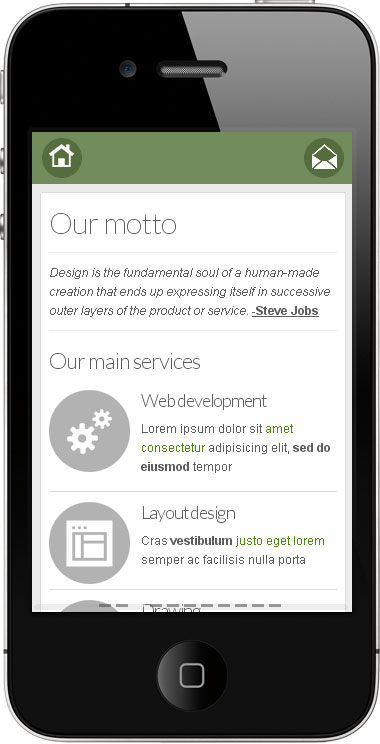 Our motto
Design is the fundamental soul of a human-made
creation that ends up expressing itself in successive
outer layers of the product or service. -Steve Jobs
Our main services
Web development
Lorem ipsum dolor sit amet
consectetur adipisicing elit, sed do
eiusmod tempor
Layout design
Cras vestibulum justo eget lorem
semper ac facilisis nulla porta
Drawing